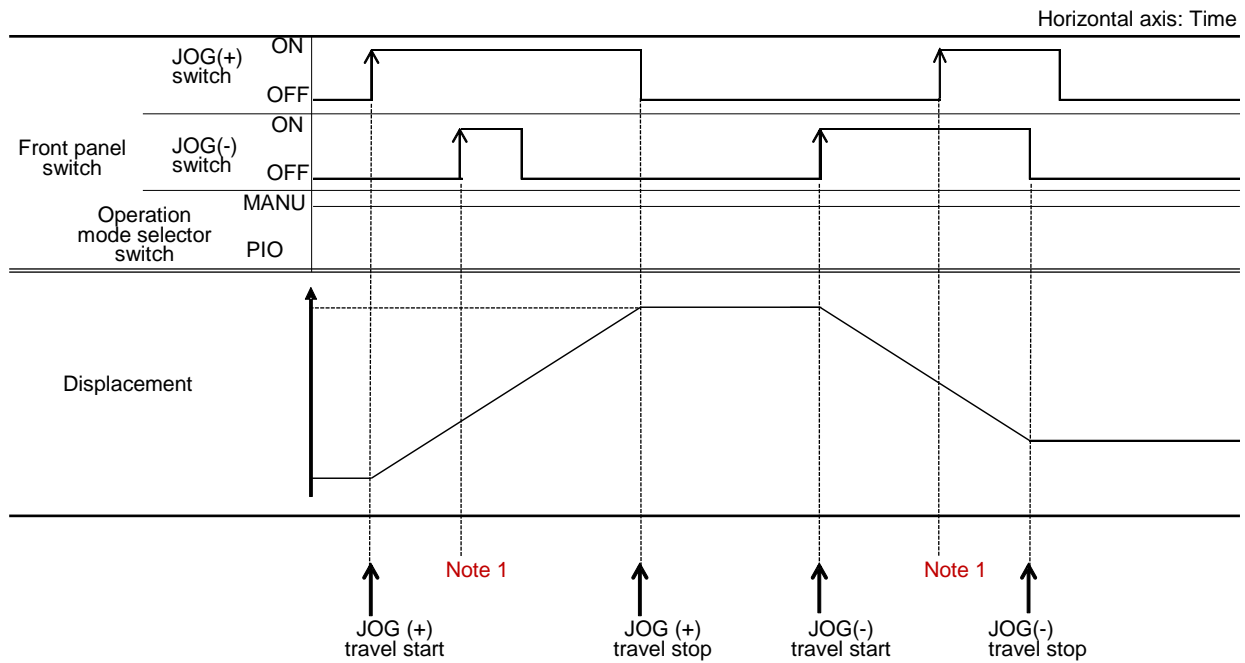 Horizontal axis: Time
JOG(+)
switch
ON
OFF
Front panel
switch
JOG(-)
switch
ON
OFF
Operation
mode selector
switch
MANU
PIO
Displacement
Note 1
Note 1
JOG (+)
travel start
JOG (+)
travel stop
JOG(-)
travel start
JOG(-)
travel stop